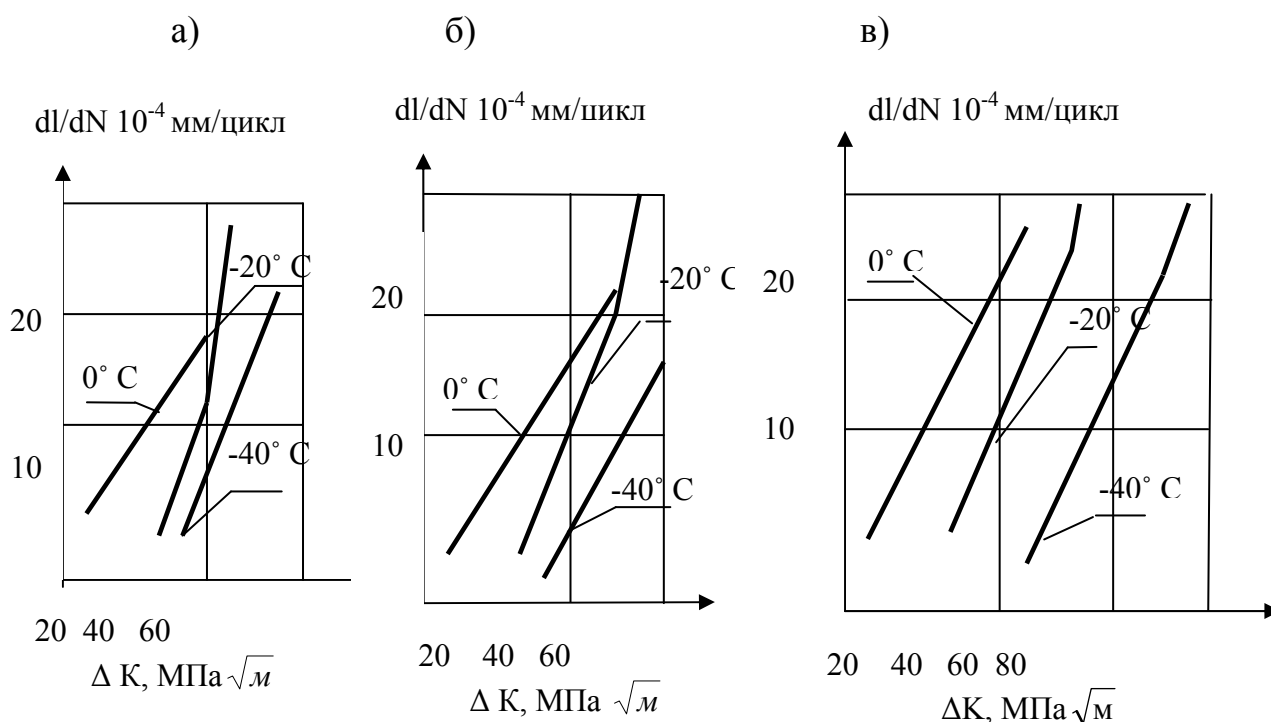 а)
dl/dN 10⁻⁴ мм/цикл
-20˚ С
20
0˚ С
-40˚ С
10
20 40 60
Δ К, МПа √м
б)
dl/dN 10⁻⁴ мм/цикл
-20˚ С
20
0˚ С
10
-40˚ С
20 40 60
Δ К, МПа √м
в)
dl/dN 10⁻⁴ мм/цикл
0˚ С
20
-20˚ С
10
-40˚ С
20 40 60 80
ΔК, МПа√м